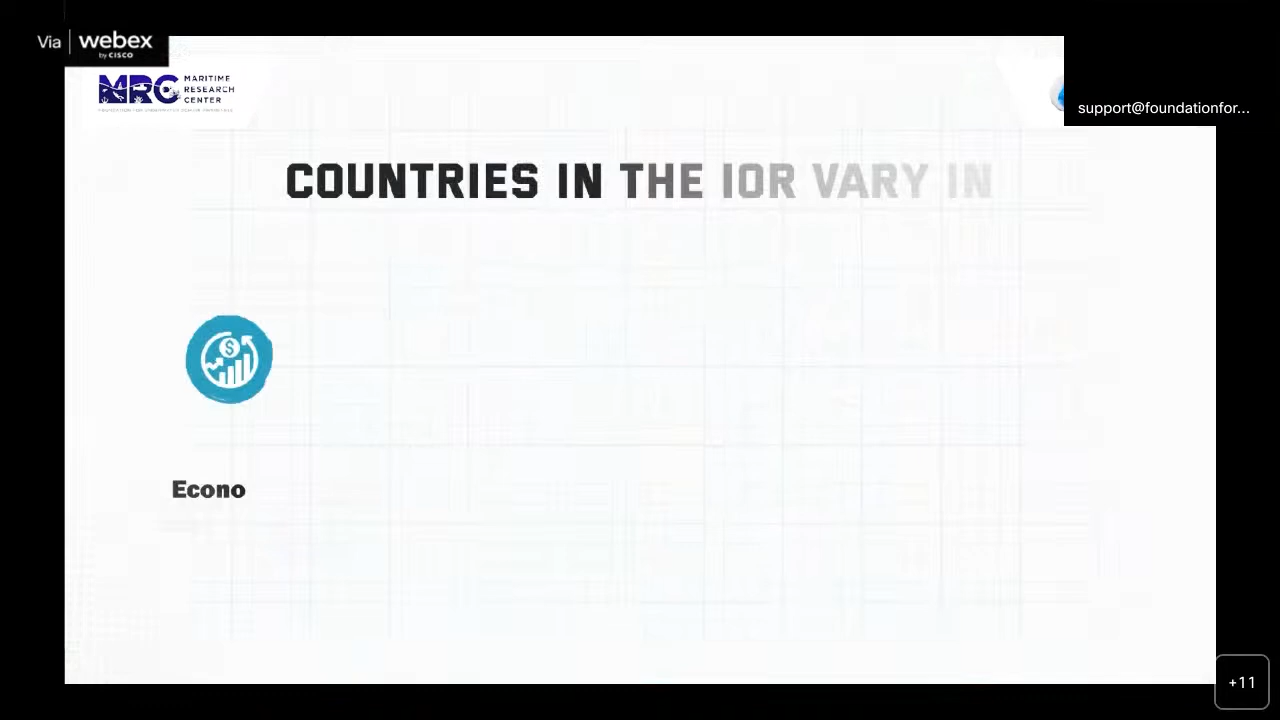 Via webex
by CISCO
MRC MARITIME
RESEARCH
CENTER
support@foundationfor...
COUNTRIES IN THE IOR VARY IN
Econo
+11